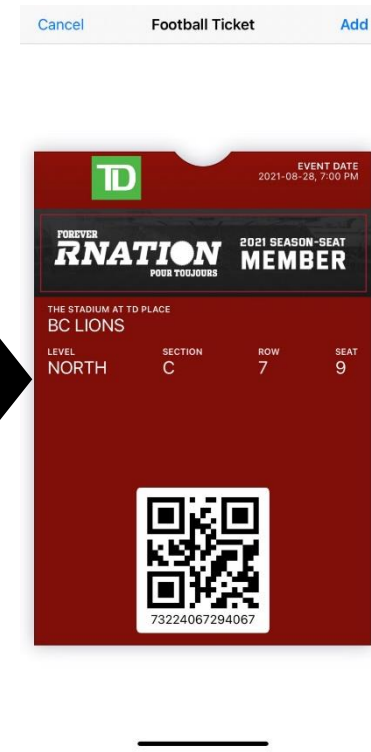 Cancel Football Ticket Add
TD
EVENT DATE
2021-08-28, 7:00 PM
FOREVER
RNATION
POUR TOUJOURS
2021 SEASON-SEAT
MEMBER
THE STADIUM AT TD PLACE
BC LIONS
LEVEL SECTION ROW SEAT
NORTH C 7 9
73224067294067